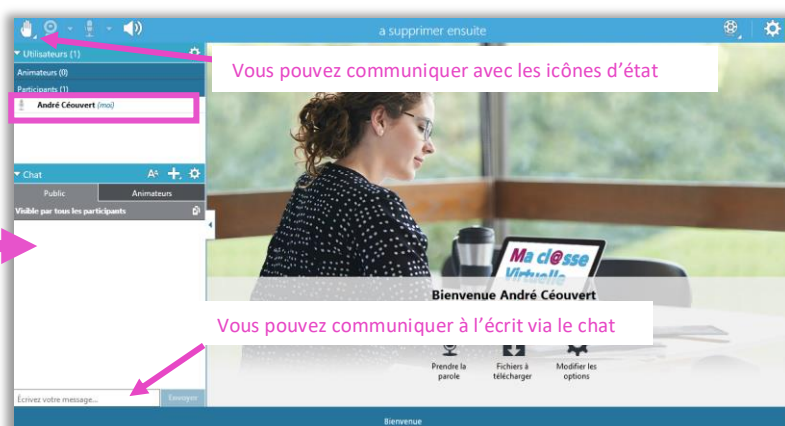 a supprimer ensuite
Utilisateurs (1)
Vous pouvez communiquer avec les icônes d'état
Animateurs (0)
Participants (1)
André Céouvert (moi)
Chat
Public
Animateurs
Visible par tous les participants
Ma cl@sse
Virtuelle
Bienvenue André Céouvert
Vous pouvez communiquer à l'écrit via le chat
Prendre la
parole
Fichiers à
télécharger
Modifier les
options
Écrivez votre message...
Envoyer
Bienvenue